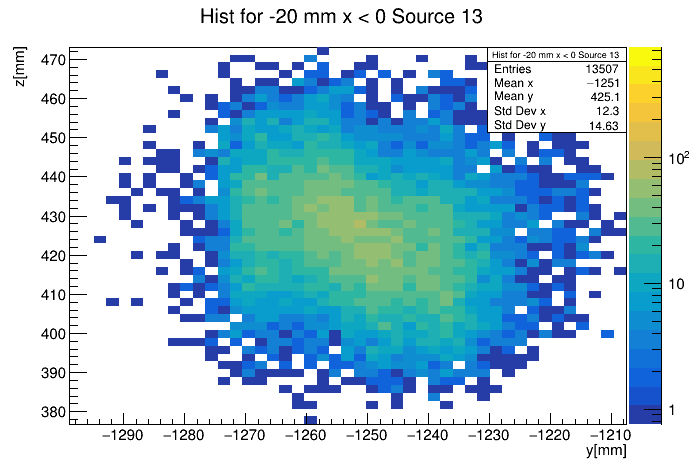 Hist for -20 mm x < 0 Source 13
z[mm]
Hist for -20 mm x < 0 Source 13
Entries 13507
Mean x −1251
Mean y 425.1
Std Dev x 12.3
Std Dev y 14.63
470
460
450
440
430
420
410
400
390
380
10²
10
1
−1290 −1280 −1270 −1260 −1250 −1240 −1230 −1220 −1210
y[mm]